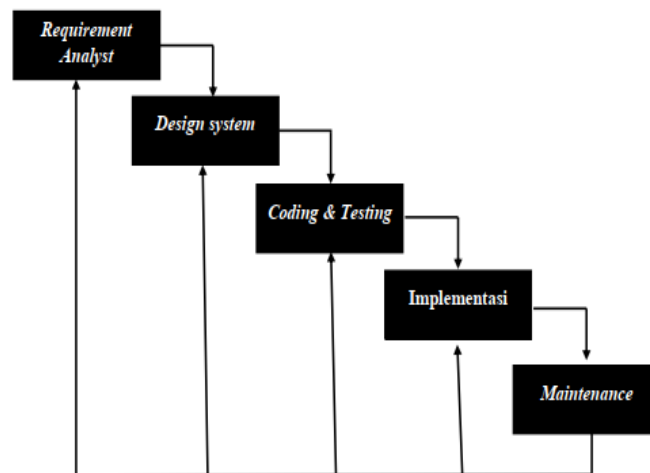 Requirement
Analyst
Design system
Coding & Testing
Implementasi
Maintenance